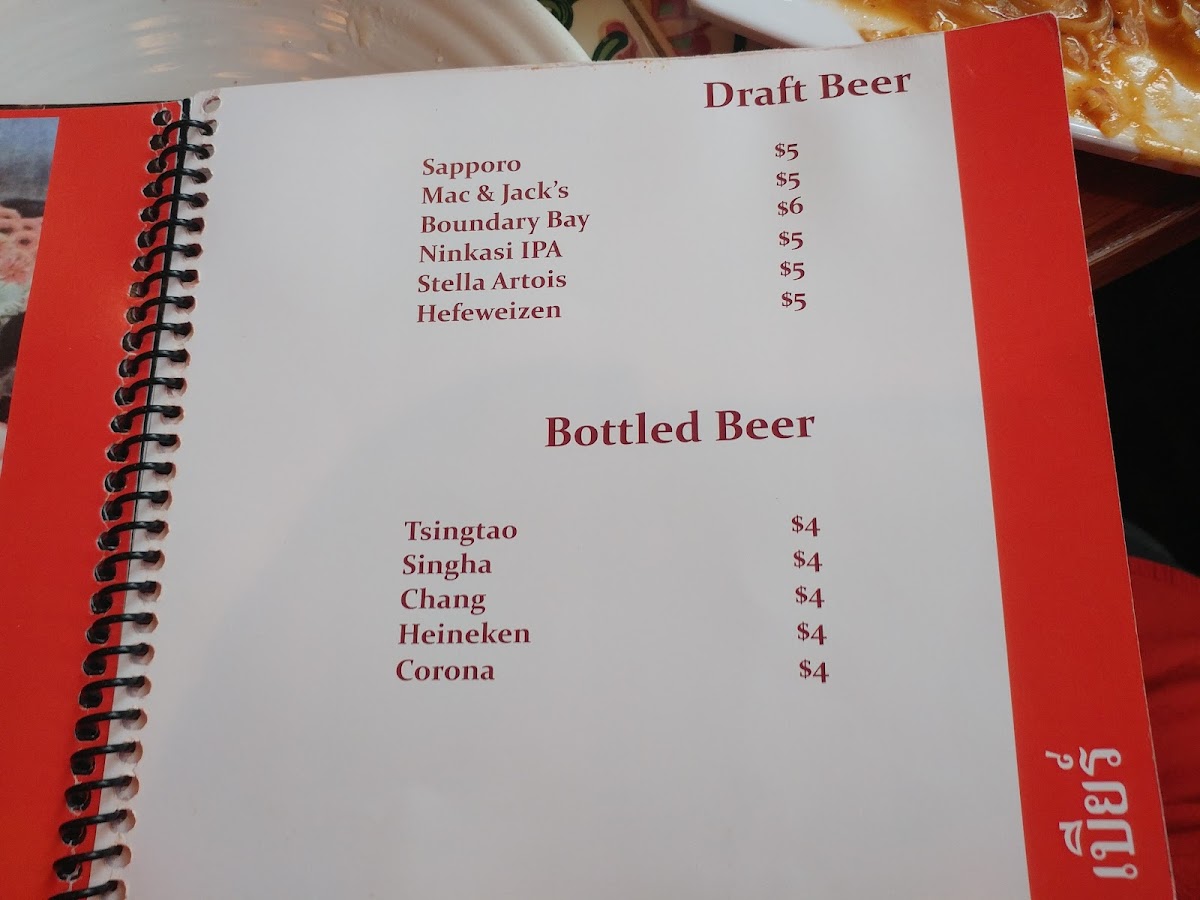 Draft Beer
Sapporo $5
Mac & Jack's $5
Boundary Bay $6
Ninkasi IPA $5
Stella Artois $5
Hefeweizen $5
Bottled Beer
Tsingtao $4
Singha $4
Chang $4
Heineken $4
Corona $4
เบียร์